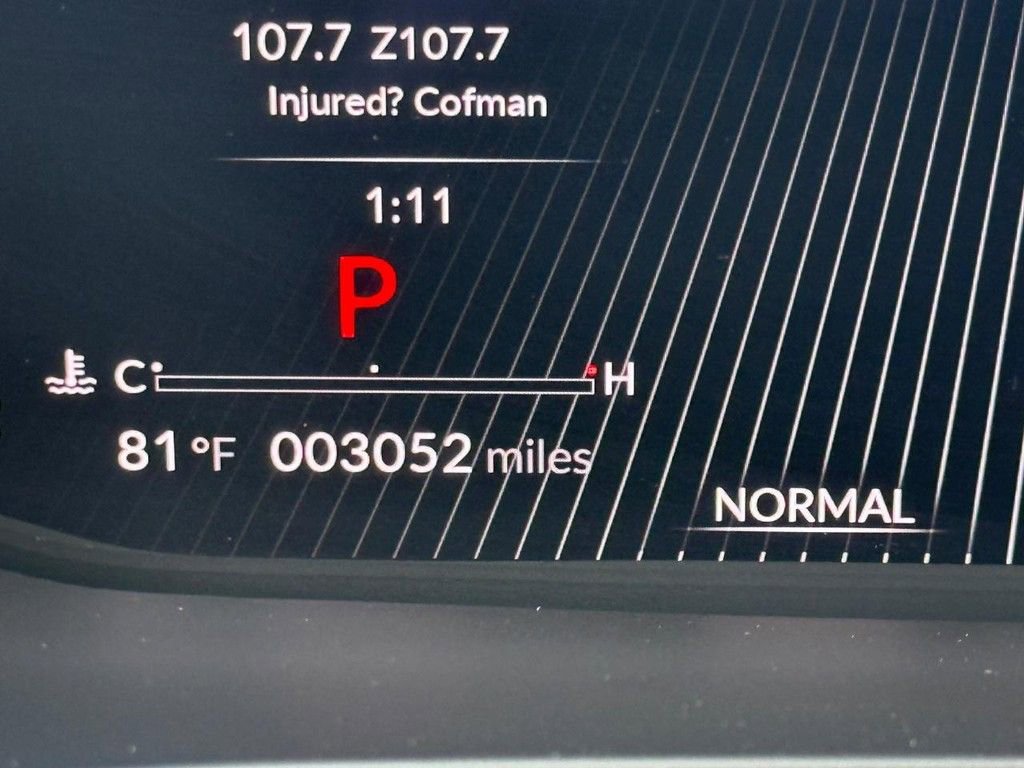 107.7 Z107.7
Injured? Cofman
1:11
P
C H
81 °F 003052 miles
NORMAL